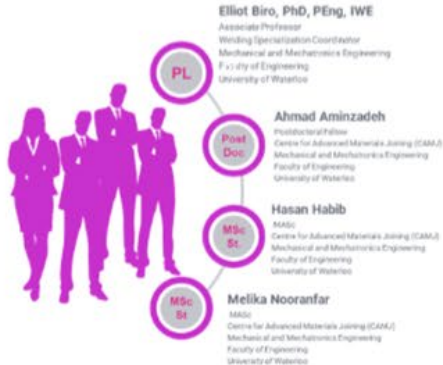 Elliot Biro, PhD, PEng, IWE
Associate Professor
Welding Specialization Coordinator
Mechanical and Mechatronics Engineering
Faculty of Engineering
University of Waterloo
PL
Ahmad Aminzadeh
Postdoctoral Fellow
Centre for Advanced Materials Joining (CAMJ)
Mechanical and Mechatronics Engineering
Faculty of Engineering
University of Waterloo
Post
Doc
Hasan Habib
MASc
Centre for Advanced Materials Joining (CAMJ)
Mechanical and Mechatronics Engineering
Faculty of Engineering
University of Waterloo
MSc
St.
Melika Nooranfar
MASc
Centre for Advanced Materials Joining (CAMJ)
Mechanical and Mechatronics Engineering
Faculty of Engineering
University of Waterloo
MSc
St